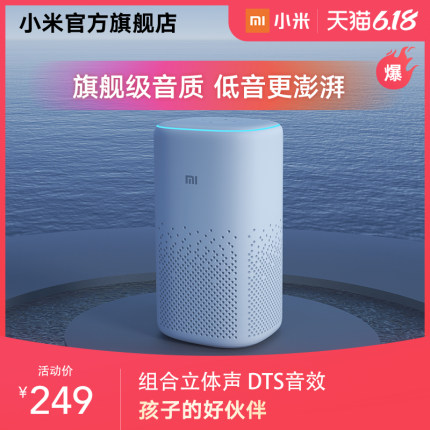 小米官方旗舰店
mi 小米 天猫6.18
爆
旗舰级音质 低音更澎湃
mi
活动价
¥249
组合立体声 DTS音效
孩子的好伙伴